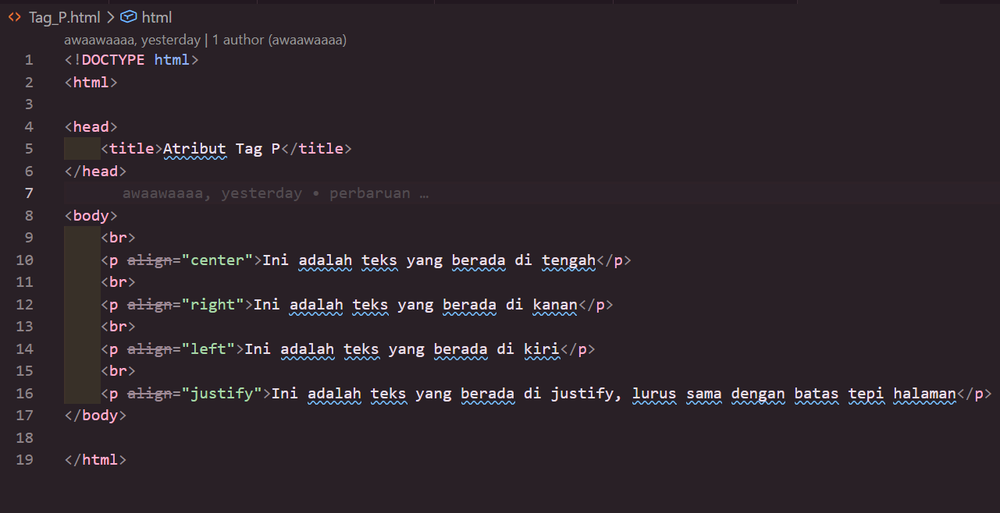 Tag_P.html > html
awaawaaaa, yesterday | 1 author (awaawaaaa)
1 <!DOCTYPE html>
2 <html>
3
4 <head>
5 <title>Atribut Tag P</title>
6 </head>
7 awaawaaaa, yesterday • perbaruan …
8 <body>
9 <br>
10 <p align="center">Ini adalah teks yang berada di tengah</p>
11 <br>
12 <p align="right">Ini adalah teks yang berada di kanan</p>
13 <br>
14 <p align="left">Ini adalah teks yang berada di kiri</p>
15 <br>
16 <p align="justify">Ini adalah teks yang berada di justify, lurus sama dengan batas tepi halaman</p>
17 </body>
18
19 </html>